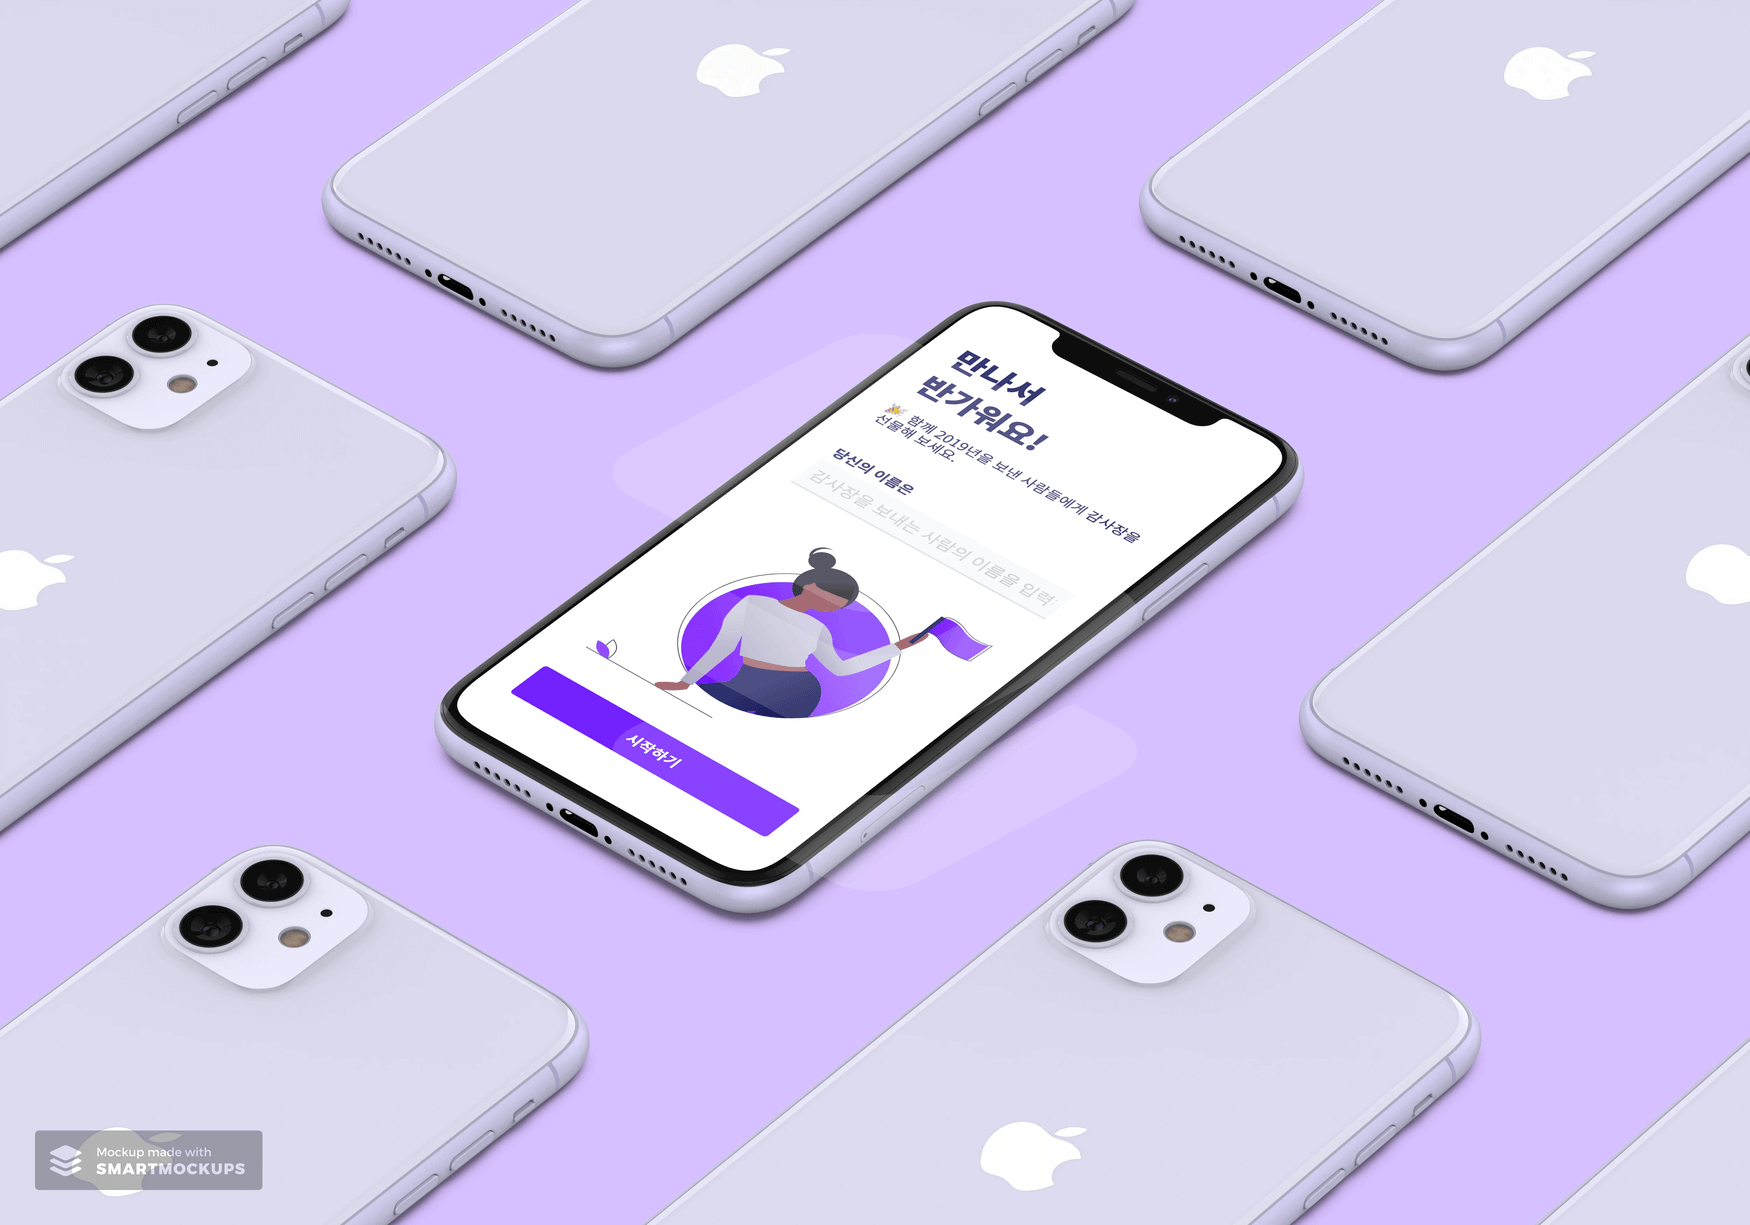 만나서
반가워요!
🎉 함께 2019년을 보낸 사람들에게 감사장을
선물해 보세요.
당신의 이름은
감사장을 보내는 사람의 이름을 입력
시작하기
Mockup made with
SMARTMOCKUPS